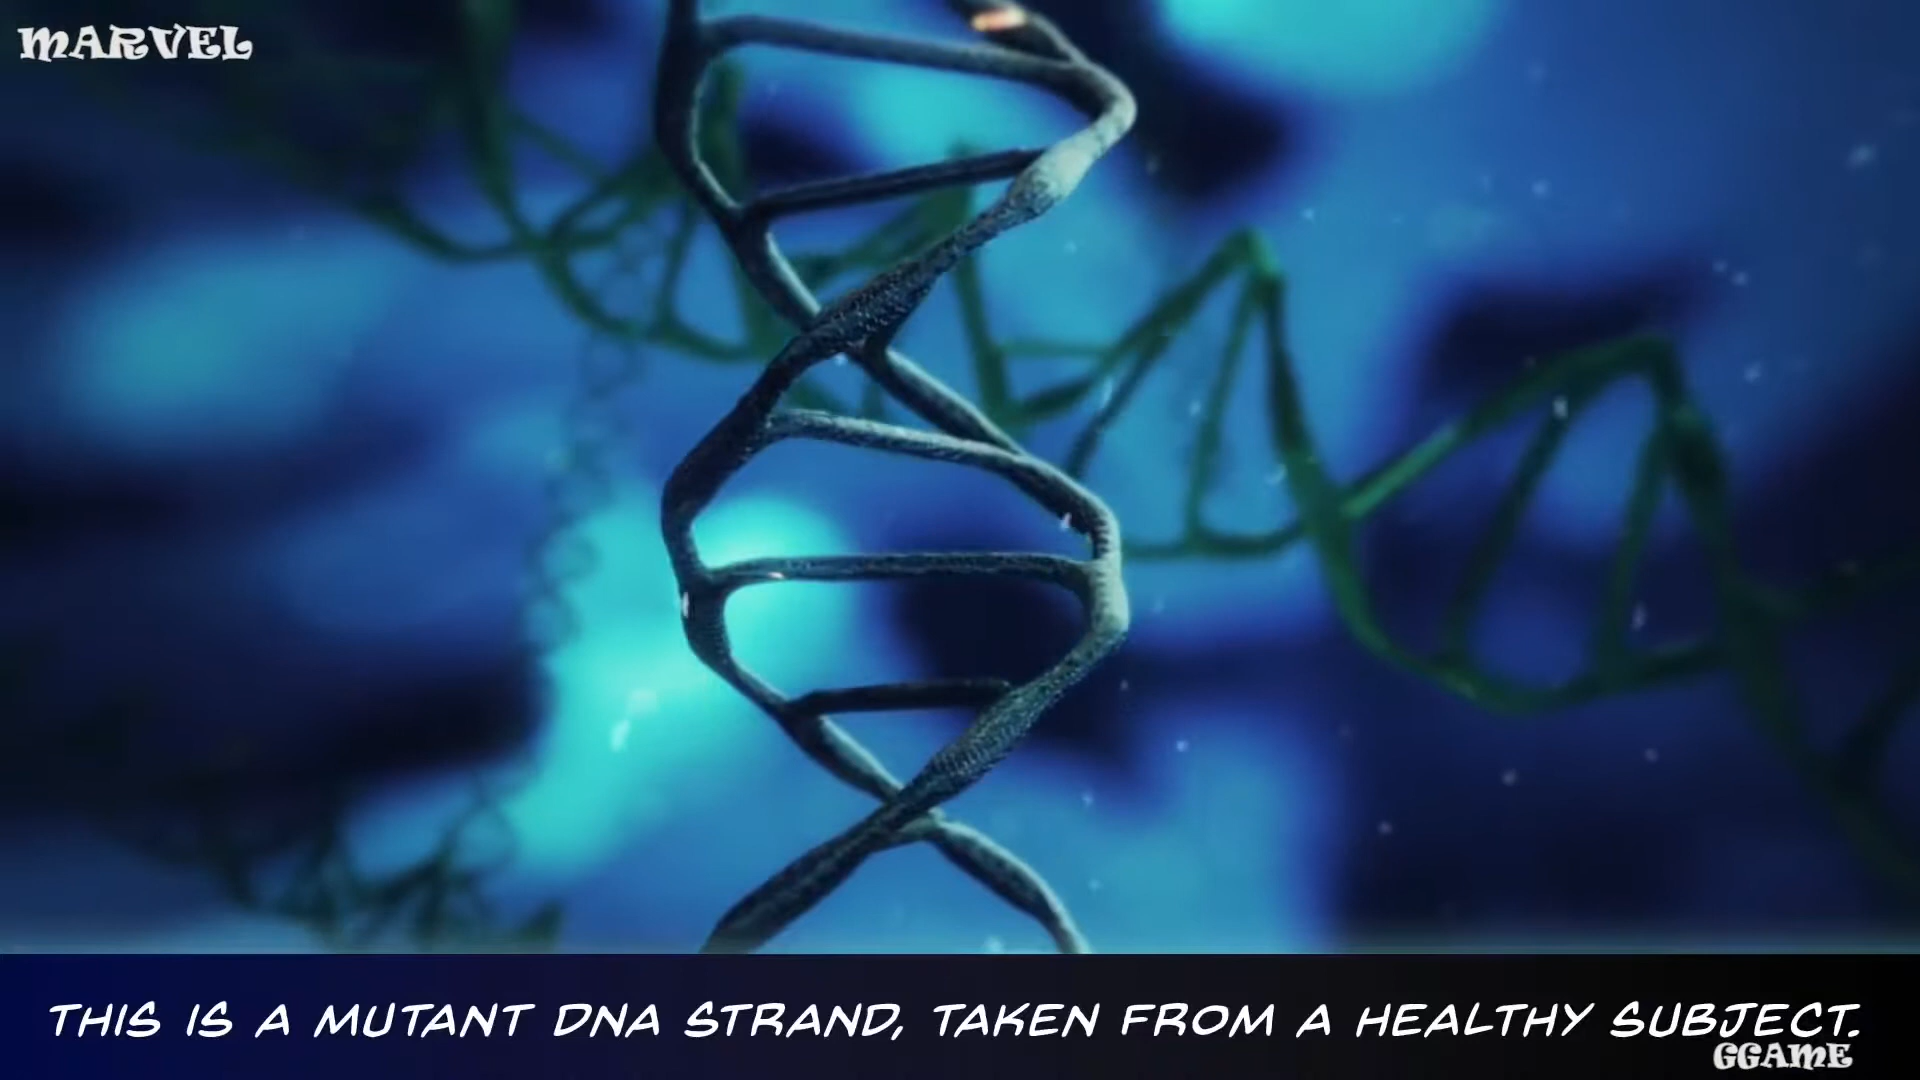 MARVEL
THIS IS A MUTANT DNA STRAND, TAKEN FROM A HEALTHY SUBJECT.
GGAME